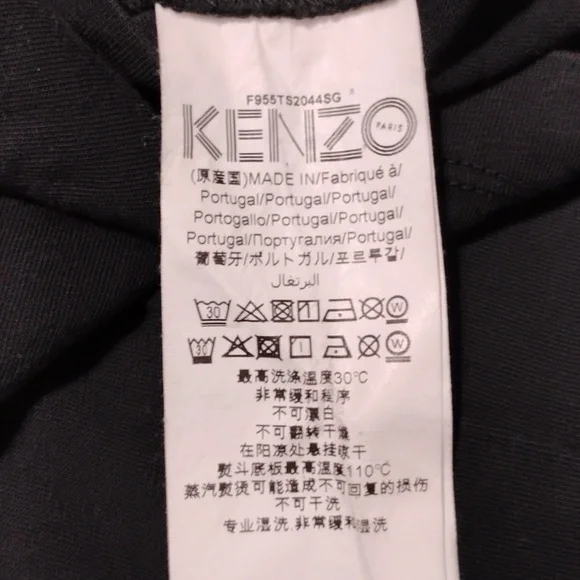 F955TS2044SG
KENZO
PARIS
(原産国)MADE IN/Fabriqué à/
Portugal/Portugal/Portugal/
Portogallo/Portugal/Portugal/
Portugal/Португалия/Portugal/
葡萄牙/ポルトガル/포르투갈/
البرتغال
30 W
30 W
最高洗涤温度30℃
非常缓和程序
不可漂白
不可翻转干燥
在阳凉处悬挂晾干
熨斗底板最高温度110℃
蒸汽熨烫可能造成不可回复的损伤
不可干洗
专业湿洗,非常缓和湿洗